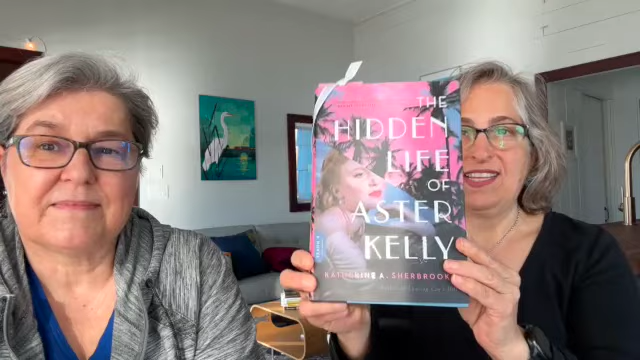 THE
HIDDEN
LIFE
OF
ASTER
KELLY
KATHERINE A. SHERBROOKE